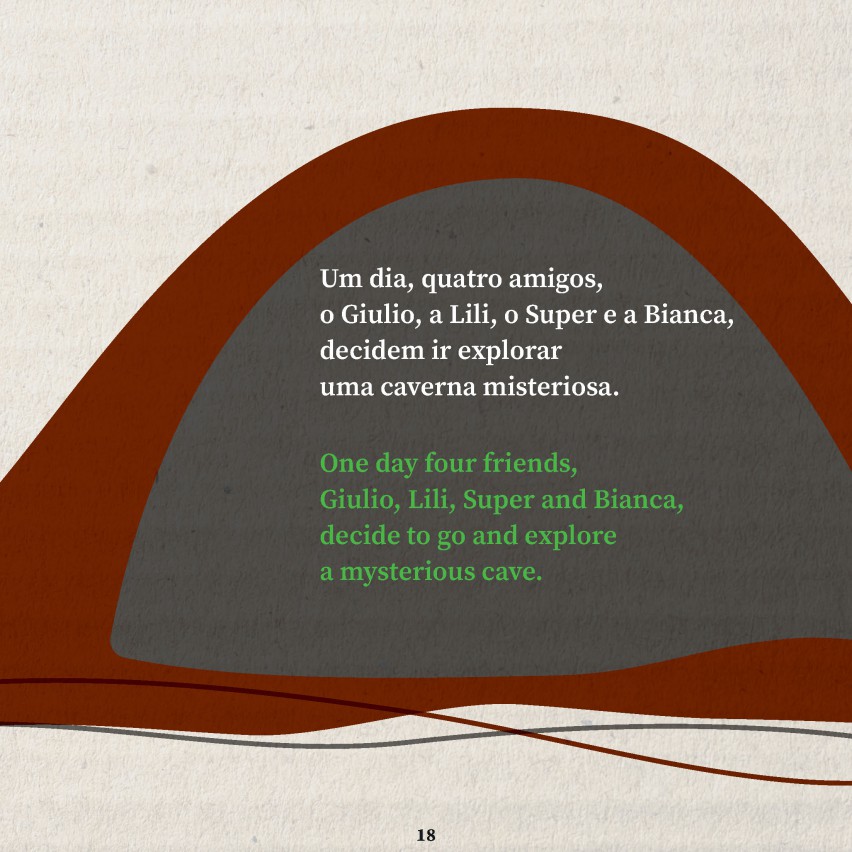 Um dia, quatro amigos,
o Giulio, a Lili, o Super e a Bianca,
decidem ir explorar
uma caverna misteriosa.
One day four friends,
Giulio, Lili, Super and Bianca,
decide to go and explore
a mysterious cave.
18